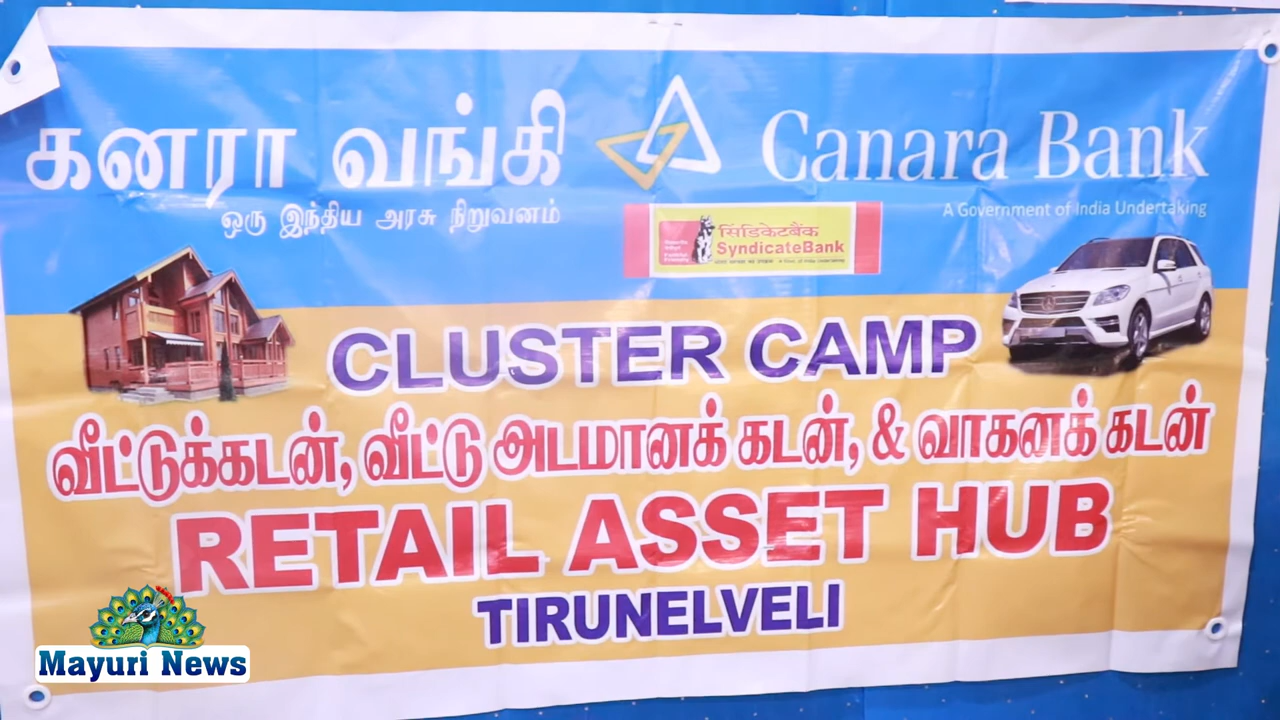 கனரா வங்கி
Canara Bank
ஒரு இந்திய அரசு நிறுவனம்
A Government of India Undertaking
सिंडिकेटबैंक
SyndicateBank
CLUSTER CAMP
வீட்டுக்கடன், வீட்டு அடமானக் கடன், & வாகனக் கடன்
RETAIL ASSET HUB
TIRUNELVELI
Mayuri News